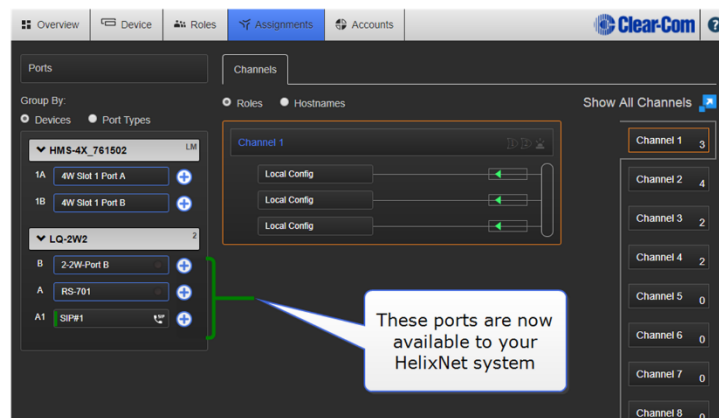 Overview Device Roles Assignments Accounts Clear-Com ?
Ports
Channels
Group By:
Devices Port Types
Roles Hostnames
Show All Channels
HMS-4X_761502 LM
1A 4W Slot 1 Port A
1B 4W Slot 1 Port B
LQ-2W2 2
B 2-2W-Port B
A RS-701
A1 SIP#1
Channel 1
Local Config
Local Config
Local Config
These ports are now
available to your
HelixNet system
Channel 1 3
Channel 2 4
Channel 3 2
Channel 4 2
Channel 5 0
Channel 6 0
Channel 7 0
Channel 8 0